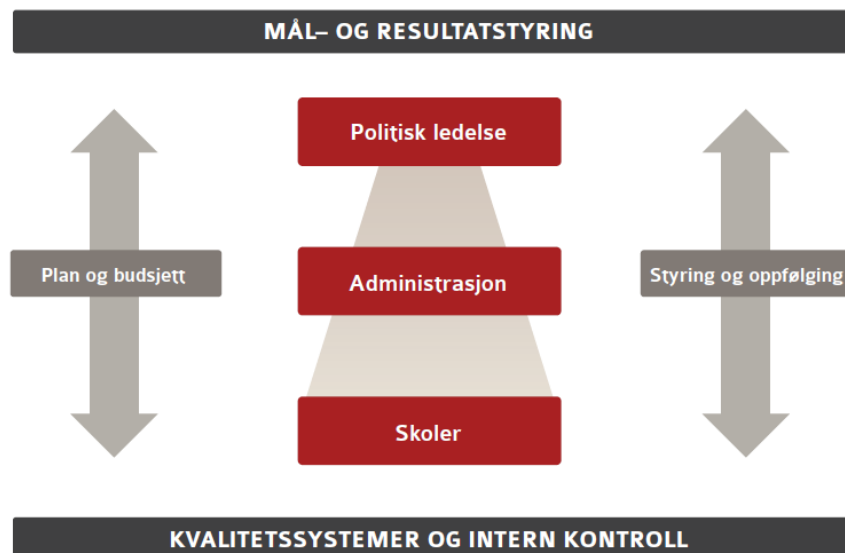 MÅL– OG RESULTATSTYRING
Politisk ledelse
Plan og budsjett
Administrasjon
Styring og oppfølging
Skoler
KVALITETSSYSTEMER OG INTERN KONTROLL